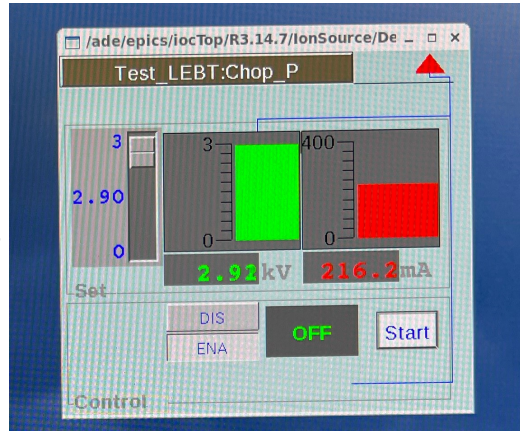 /ade/epics/iocTop/R3.14.7/IonSource/De
Test_LEBT:Chop_P
3
2.90
0
3
0
400
0
2.92kV
216.2mA
Set
DIS
ENA
OFF
Start
Control